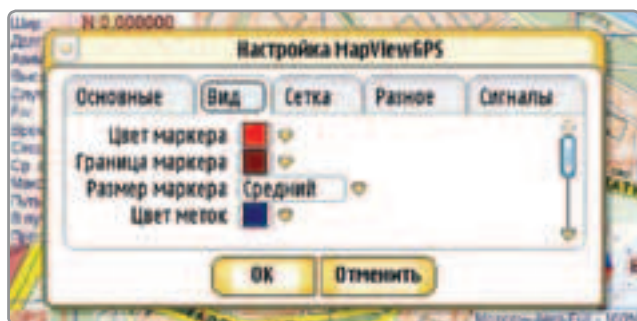 N 0.000000
Настройка MapViewGPS
Основные Вид Сетка Разное Сигналы
Цвет маркера
Граница маркера
Размер маркера Средний
Цвет меток
OK Отменить